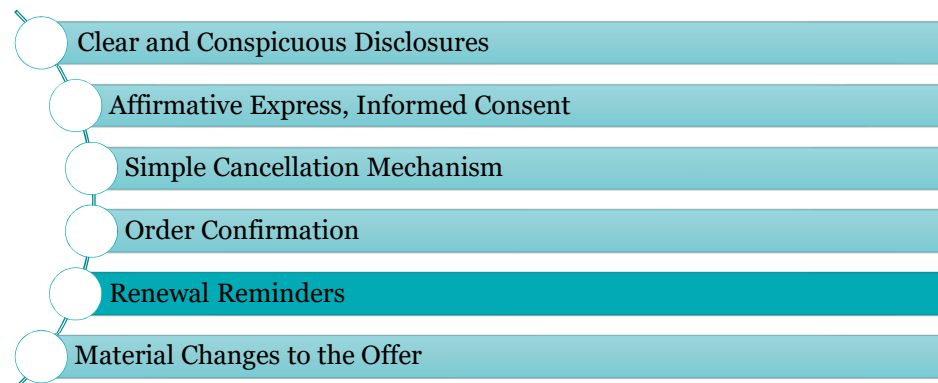 Clear and Conspicuous Disclosures
Affirmative Express, Informed Consent
Simple Cancellation Mechanism
Order Confirmation
Renewal Reminders
Material Changes to the Offer